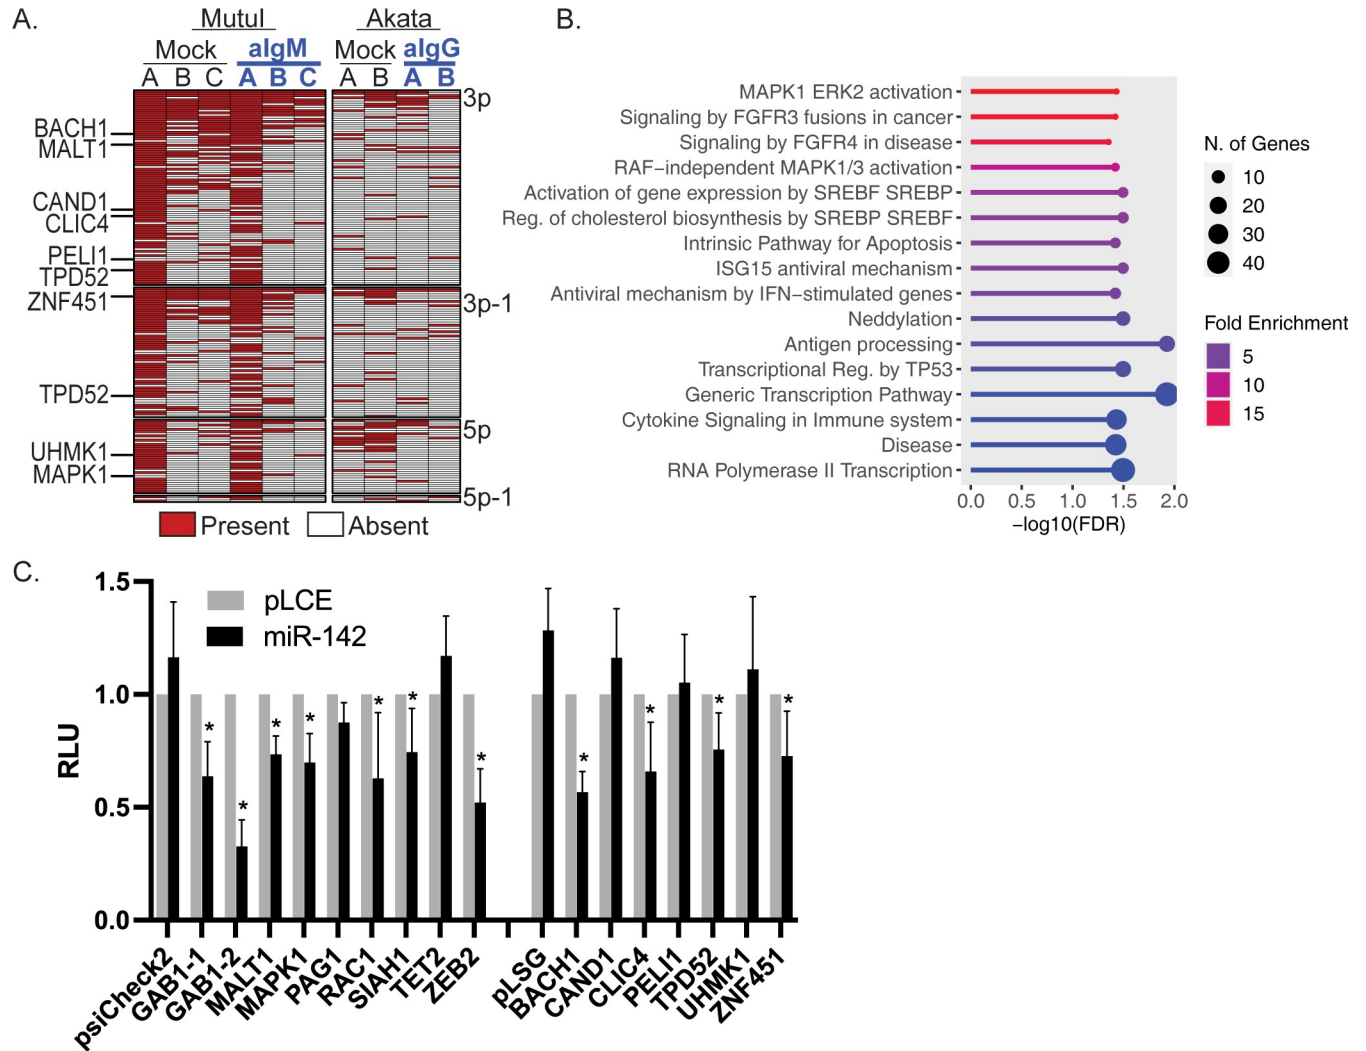 A.
Mutul Akata
Mock aIgM Mock aIgG
A B C A B C A B A B
3p
BACH1
MALT1
CAND1
CLIC4
PELI1
TPD52
ZNF451
3p-1
TPD52
5p
UHMK1
MAPK1
5p-1
Present Absent
B.
MAPK1 ERK2 activation
Signaling by FGFR3 fusions in cancer
Signaling by FGFR4 in disease
RAF−independent MAPK1/3 activation
Activation of gene expression by SREBF SREBP
Reg. of cholesterol biosynthesis by SREBP SREBF
Intrinsic Pathway for Apoptosis
ISG15 antiviral mechanism
Antiviral mechanism by IFN−stimulated genes
Neddylation
Antigen processing
Transcriptional Reg. by TP53
Generic Transcription Pathway
Cytokine Signaling in Immune system
Disease
RNA Polymerase II Transcription
0.0 0.5 1.0 1.5 2.0
−log10(FDR)
N. of Genes
10
20
30
40
Fold Enrichment
5
10
15
C.
RLU
1.5
1.0
0.5
0.0
pLCE
miR-142
* * * * * * * * * * *
psiCheck2 GAB1-1 GAB1-2 MALT1 MAPK1 PAG1 RAC1 SIAH1 TET2 ZEB2 pLSG BACH1 CAND1 CLIC4 PELI1 TPD52 UHMK1 ZNF451